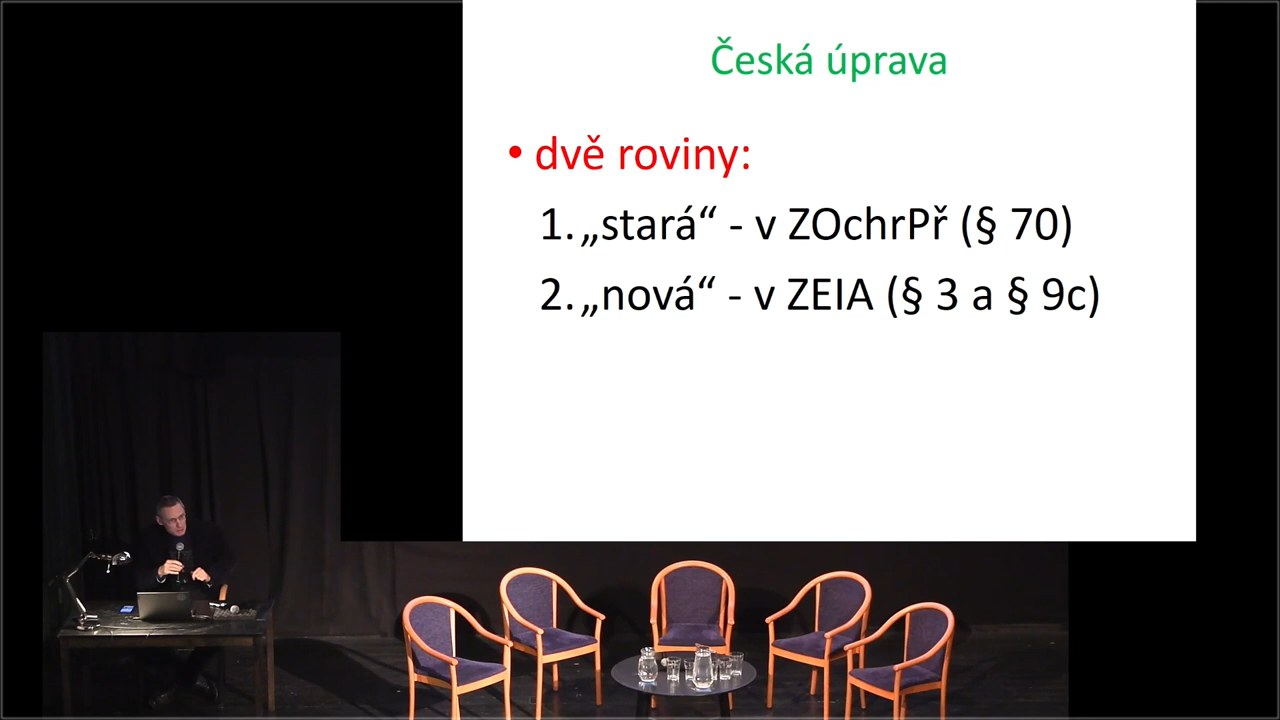 Česká úprava
• dvě roviny:
1. „stará“ - v ZOchrPř (§ 70)
2. „nová“ - v ZEIA (§ 3 a § 9c)